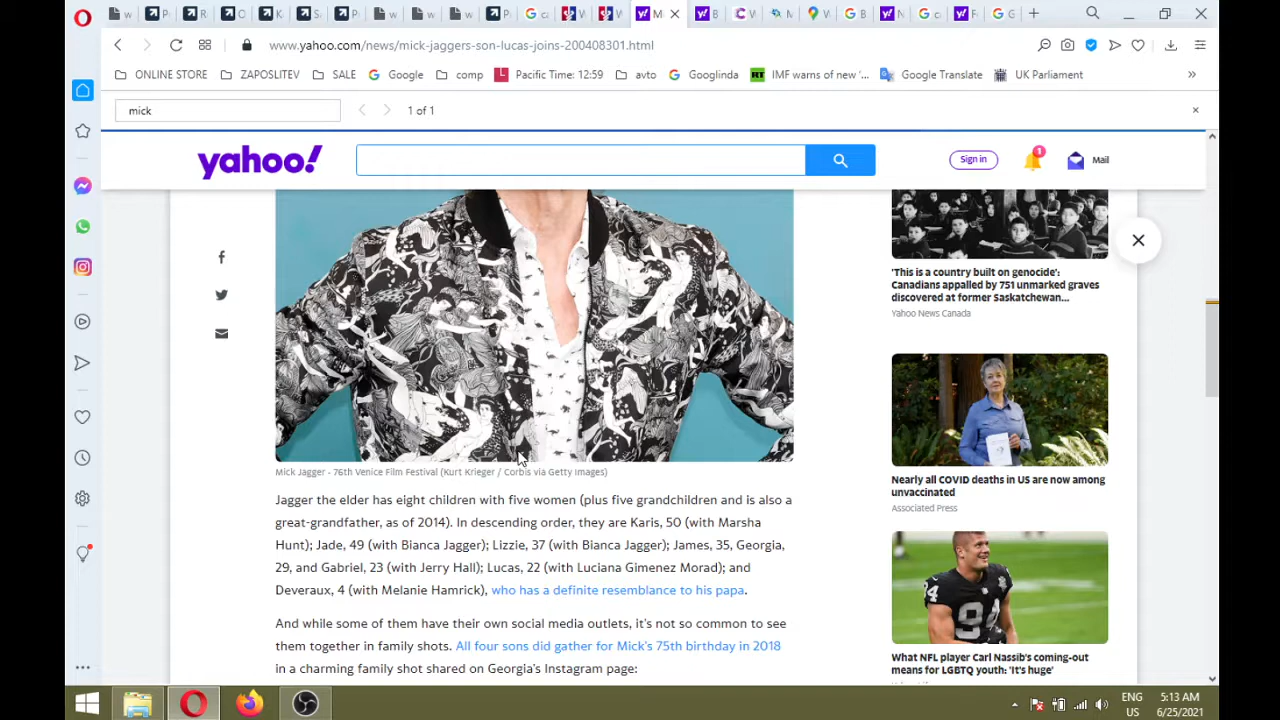 www.yahoo.com/news/mick-jaggers-son-lucas-joins-200408301.html
ONLINE STORE
ZAPOSLITEV
SALE
Google
comp
Pacific Time: 12:59
avto
Googlinda
RT
IMF warns of new '...
Google Translate
UK Parliament
»
mick
1 of 1
yahoo!
Sign in
1
Mail
Mick Jagger - 76th Venice Film Festival (Kurt Krieger / Corbis via Getty Images)
Jagger the elder has eight children with five women (plus five grandchildren and is also a
great-grandfather, as of 2014). In descending order, they are Karis, 50 (with Marsha
Hunt); Jade, 49 (with Bianca Jagger); Lizzie, 37 (with Bianca Jagger); James, 35, Georgia,
29, and Gabriel, 23 (with Jerry Hall); Lucas, 22 (with Luciana Gimenez Morad); and
Deveraux, 4 (with Melanie Hamrick), who has a definite resemblance to his papa.
And while some of them have their own social media outlets, it's not so common to see
them together in family shots. All four sons did gather for Mick's 75th birthday in 2018
in a charming family shot shared on Georgia's Instagram page:
'This is a country built on genocide':
Canadians appalled by 751 unmarked graves
discovered at former Saskatchewan...
Yahoo News Canada
Nearly all COVID deaths in US are now among
unvaccinated
Associated Press
94
What NFL player Carl Nassib's coming-out
means for LGBTQ youth: 'It's huge'
ENG
US
5:13 AM
6/25/2021